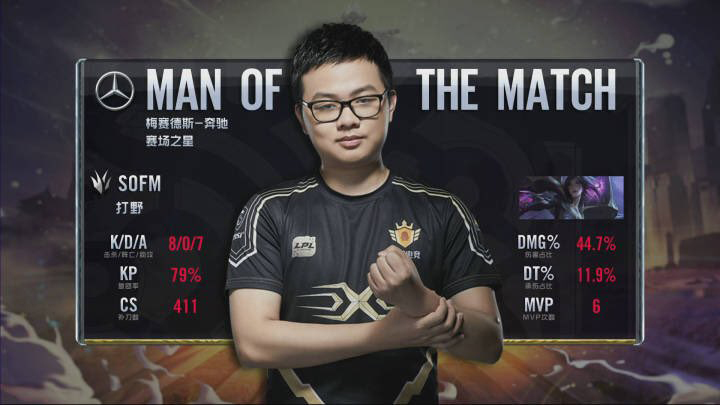 MAN OF THE MATCH
梅赛德斯-奔驰
赛场之星
SOFM
打野
K/D/A 8/0/7
击杀/阵亡/助攻
KP 79%
参团率
CS 411
补刀数
LPL
DMG% 44.7%
伤害占比
DT% 11.9%
承伤占比
MVP 6
MVP次数